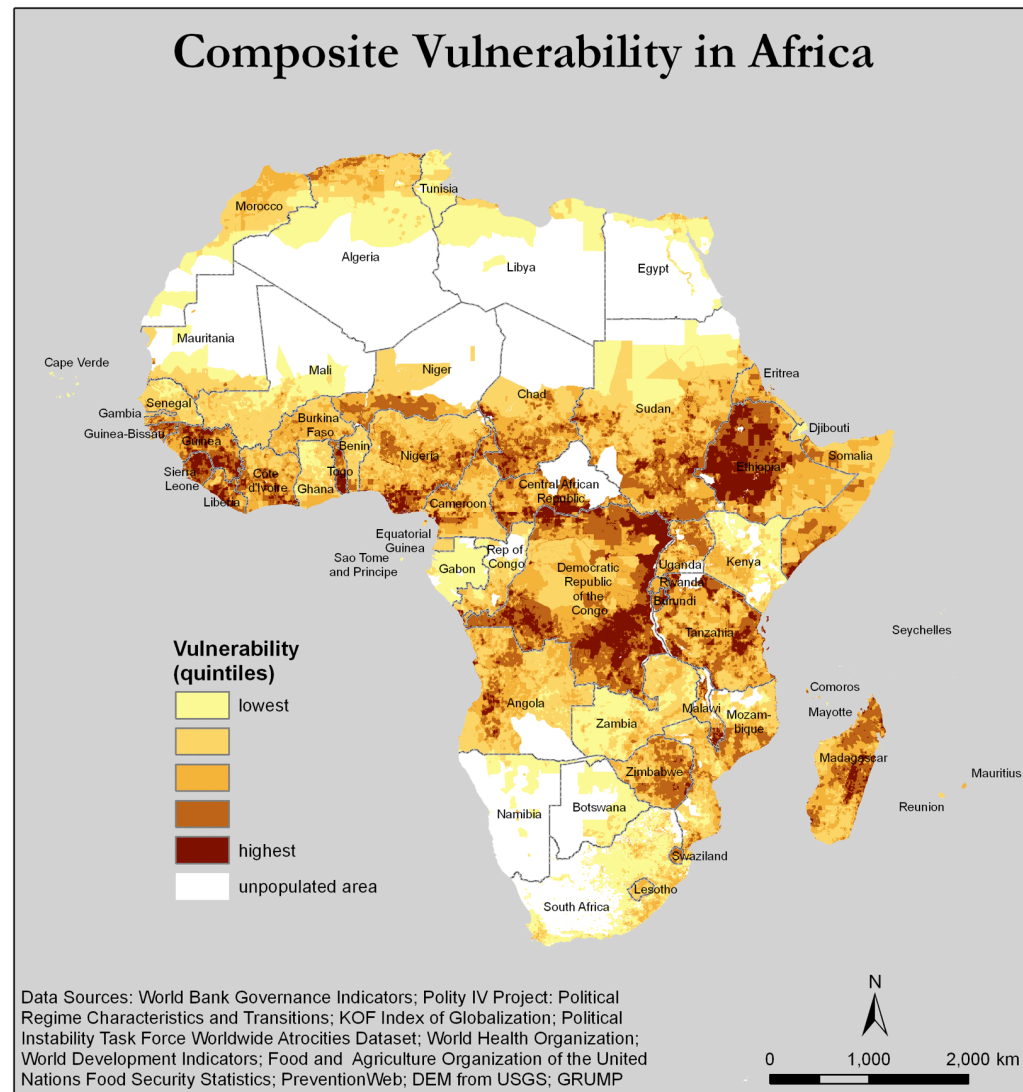 Composite Vulnerability in Africa
Tunisia
Morocco
Algeria
Libya
Egypt
Mauritania
Cape Verde
Mali
Niger
Chad
Sudan
Eritrea
Senegal
Gambia
Guinea-Bissau
Guinea
Burkina
Faso
Benin
Nigeria
Djibouti
Somalia
Ethiopia
Sierra
Leone
Côte
d'Ivoire
Togo
Ghana
Liberia
Cameroon
Central African
Republic
Equatorial
Guinea
Sao Tome
and Principe
Gabon
Rep of
Congo
Democratic
Republic
of the
Congo
Uganda
Kenya
Rwanda
Burundi
Tanzania
Seychelles
Comoros
Mayotte
Angola
Zambia
Malawi
Mozam-
bique
Madagascar
Mauritius
Reunion
Zimbabwe
Namibia
Botswana
Swaziland
Lesotho
South Africa
Vulnerability
(quintiles)
lowest
highest
unpopulated area
Data Sources: World Bank Governance Indicators; Polity IV Project: Political
Regime Characteristics and Transitions; KOF Index of Globalization; Political
Instability Task Force Worldwide Atrocities Dataset; World Health Organization;
World Development Indicators; Food and Agriculture Organization of the United
Nations Food Security Statistics; PreventionWeb; DEM from USGS; GRUMP
N
0 1,000 2,000 km